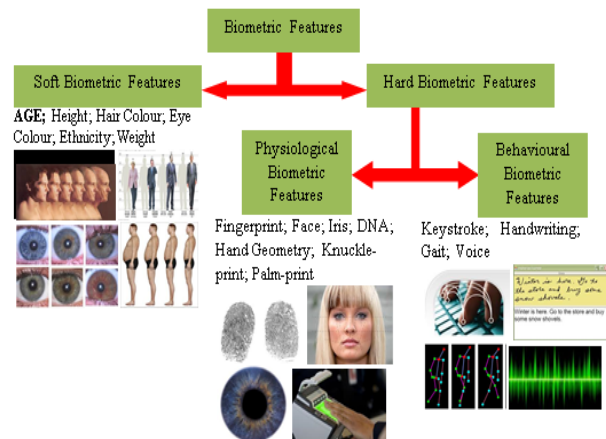 Biometric Features
Soft Biometric Features
Hard Biometric Features
AGE; Height; Hair Colour; Eye
Colour; Ethnicity; Weight
Physiological
Biometric
Features
Behavioural
Biometric
Features
Fingerprint; Face; Iris; DNA;
Hand Geometry; Knuckle-
print; Palm-print
Keystroke; Handwriting;
Gait; Voice
Winter is here. Go to
the store and buy some
snow shovels.
Winter is here. Go to the store and buy
some snow shovels.